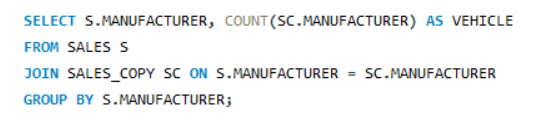 SELECT S.MANUFACTURER, COUNT(SC.MANUFACTURER) AS VEHICLE
FROM SALES S
JOIN SALES_COPY SC ON S.MANUFACTURER = SC.MANUFACTURER
GROUP BY S.MANUFACTURER;